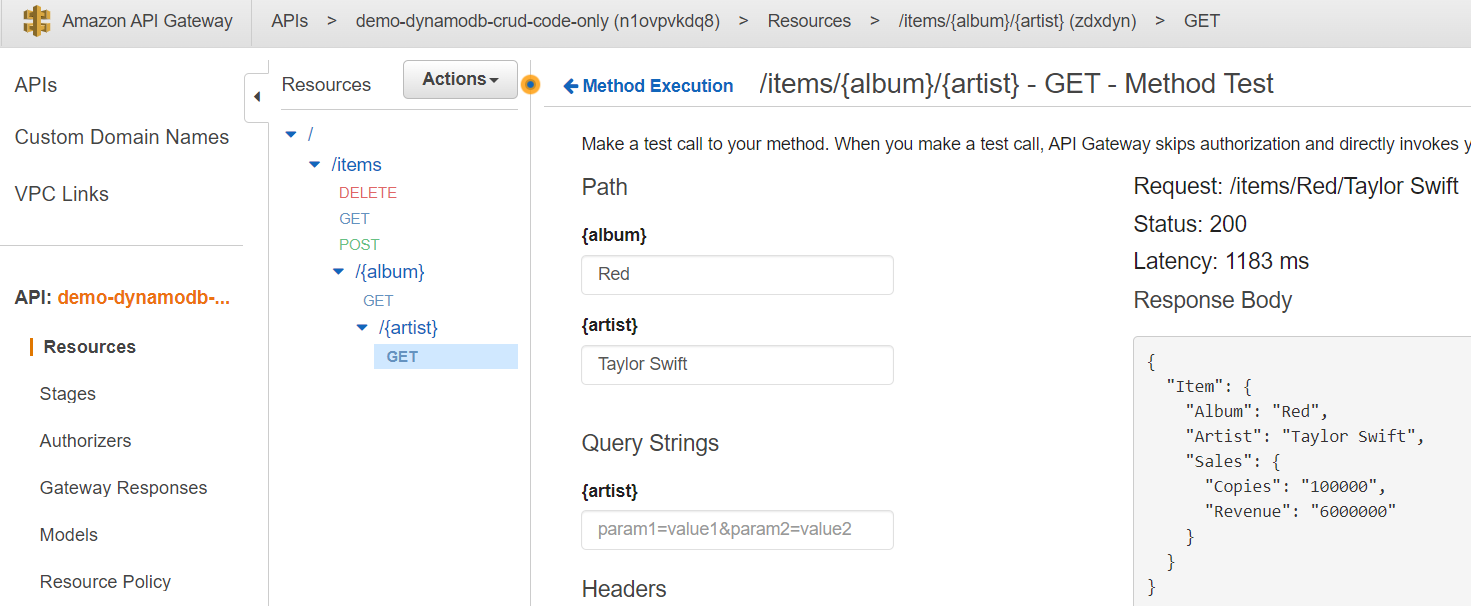 Amazon API Gateway
APIs > demo-dynamodb-crud-code-only (n1ovpvkdq8) > Resources > /items/{album}/{artist} (zdxdyn) > GET
APIs
Custom Domain Names
VPC Links
API: demo-dynamodb-...
Resources
Stages
Authorizers
Gateway Responses
Models
Resource Policy
Resources
Actions
/
/items
DELETE
GET
POST
/{album}
GET
/{artist}
GET
Method Execution
/items/{album}/{artist} - GET - Method Test
Make a test call to your method. When you make a test call, API Gateway skips authorization and directly invokes y
Path
{album}
Red
{artist}
Taylor Swift
Query Strings
{artist}
param1=value1&param2=value2
Headers
Request: /items/Red/Taylor Swift
Status: 200
Latency: 1183 ms
Response Body
{
"Item": {
"Album": "Red",
"Artist": "Taylor Swift",
"Sales": {
"Copies": "100000",
"Revenue": "6000000"
}
}
}